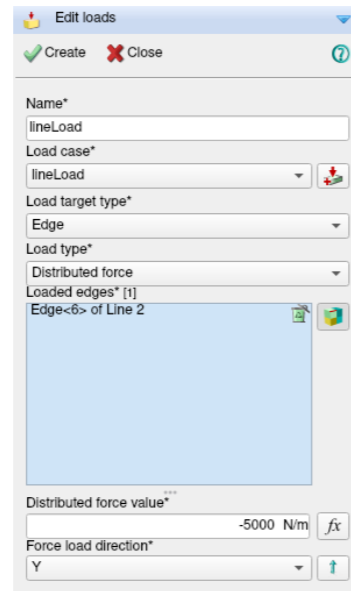 Edit loads
Create Close
Name*
lineLoad
Load case*
lineLoad
Load target type*
Edge
Load type*
Distributed force
Loaded edges* [1]
Edge<6> of Line 2
Distributed force value*
-5000 N/m fx
Force load direction*
Y